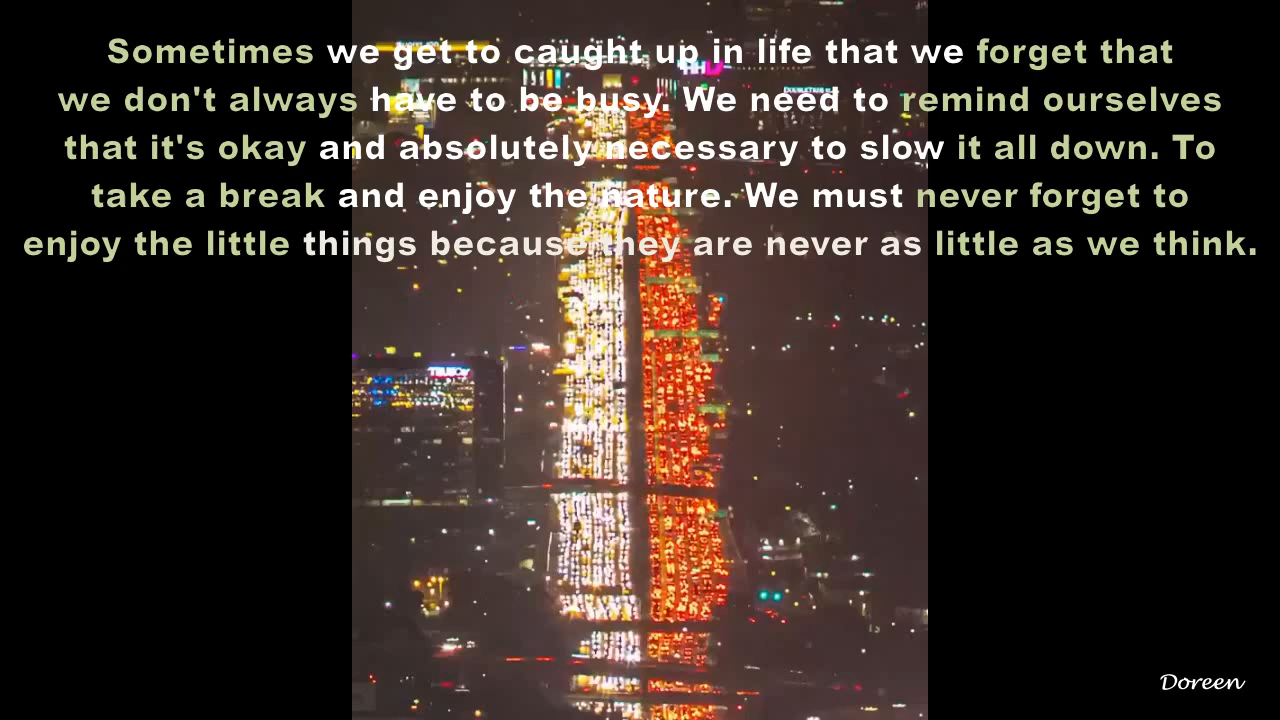 Sometimes we get to caught up in life that we forget that
we don't always have to be busy. We need to remind ourselves
that it's okay and absolutely necessary to slow it all down. To
take a break and enjoy the nature. We must never forget to
enjoy the little things because they are never as little as we think.
Doreen